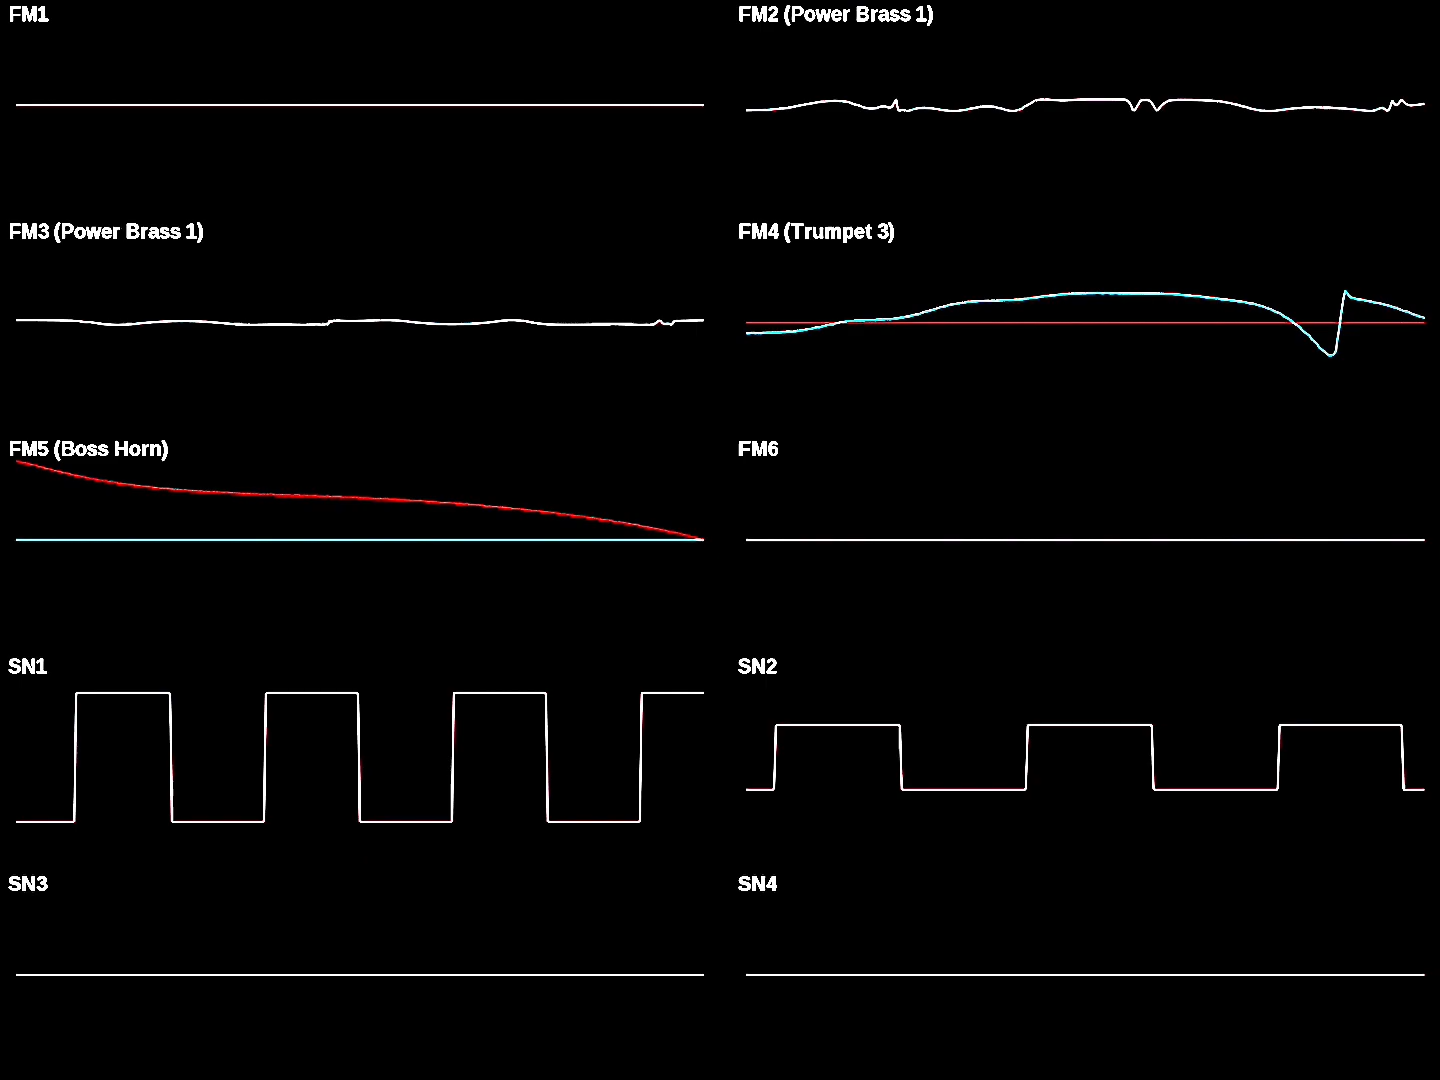 FM1
FM2 (Power Brass 1)
FM3 (Power Brass 1)
FM4 (Trumpet 3)
FM5 (Boss Horn)
FM6
SN1
SN2
SN3
SN4